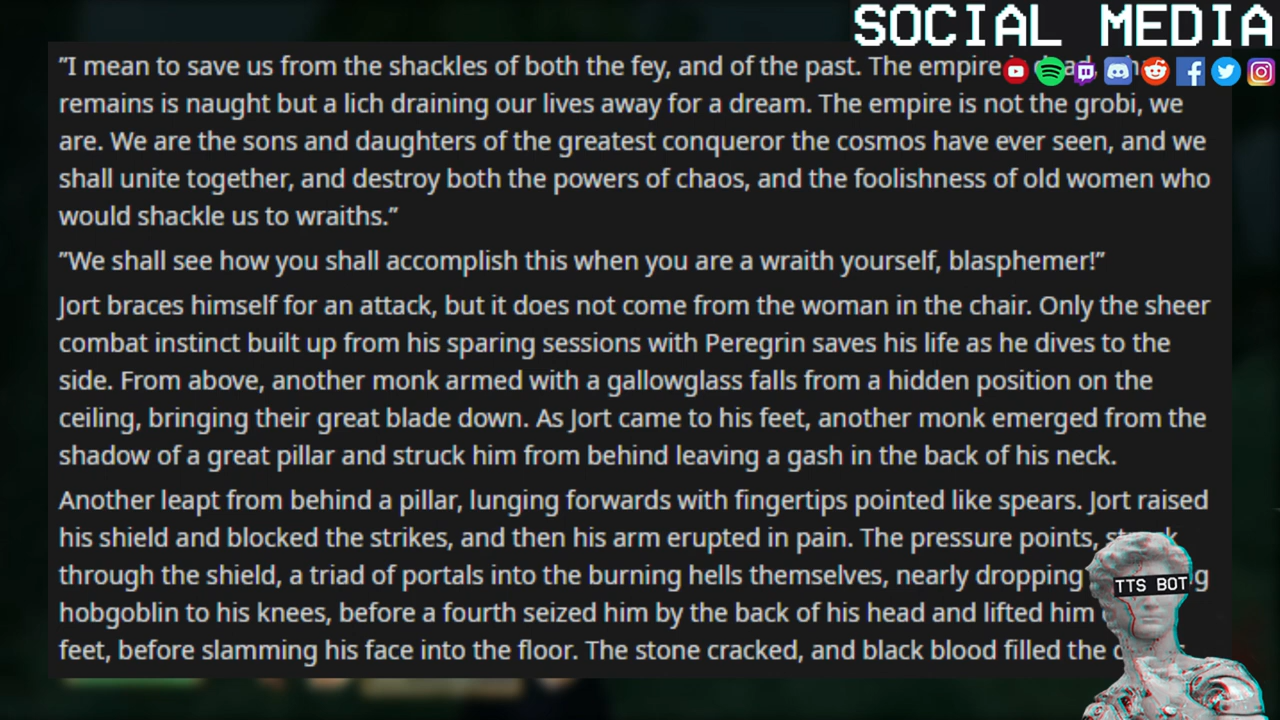 SOCIAL MEDIA
"I mean to save us from the shackles of both the fey, and of the past. The empire
remains is naught but a lich draining our lives away for a dream. The empire is not the grobi, we
are. We are the sons and daughters of the greatest conqueror the cosmos have ever seen, and we
shall unite together, and destroy both the powers of chaos, and the foolishness of old women who
would shackle us to wraiths."
"We shall see how you shall accomplish this when you are a wraith yourself, blasphemer!"
Jort braces himself for an attack, but it does not come from the woman in the chair. Only the sheer
combat instinct built up from his sparing sessions with Peregrin saves his life as he dives to the
side. From above, another monk armed with a gallowglass falls from a hidden position on the
ceiling, bringing their great blade down. As Jort came to his feet, another monk emerged from the
shadow of a great pillar and struck him from behind leaving a gash in the back of his neck.
Another leapt from behind a pillar, lunging forwards with fingertips pointed like spears. Jort raised
his shield and blocked the strikes, and then his arm erupted in pain. The pressure points,
through the shield, a triad of portals into the burning hells themselves, nearly dropping
hobgoblin to his knees, before a fourth seized him by the back of his head and lifted him
feet, before slamming his face into the floor. The stone cracked, and black blood filled the
TTS BOT